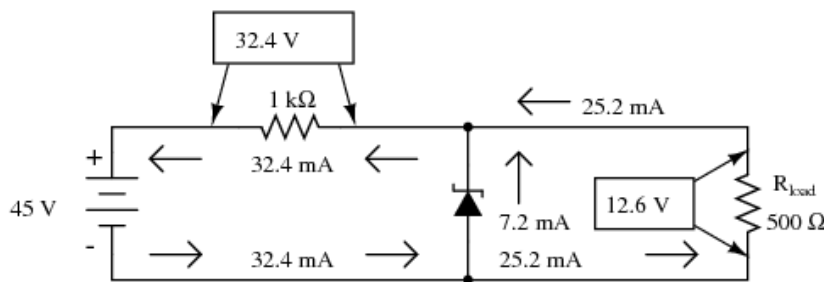 32.4 V
1 kΩ
25.2 mA
+
32.4 mA
45 V
12.6 V
R_load
7.2 mA
500 Ω
-
32.4 mA
25.2 mA